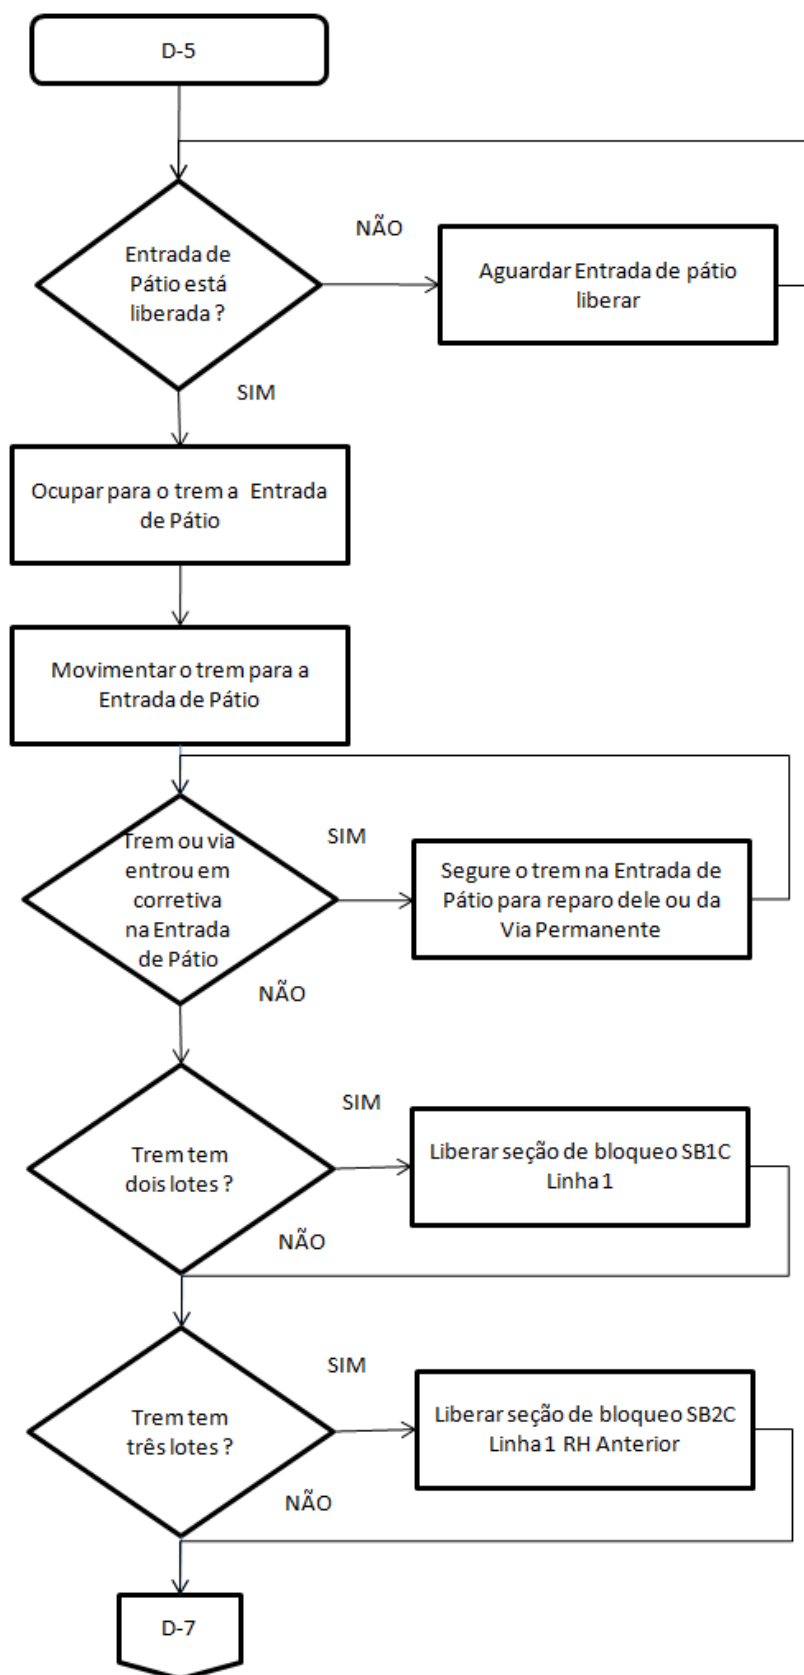 D-5
Entrada de
Pátio está
liberada ?
NÃO
Aguardar Entrada de pátio
liberar
SIM
Ocupar para o trem a Entrada
de Pátio
Movimentar o trem para a
Entrada de Pátio
Trem ou via
entrou em
corretiva
na Entrada
de Pátio
SIM
Segure o trem na Entrada de
Pátio para reparo dele ou da
Via Permanente
NÃO
Trem tem
dois lotes ?
SIM
Liberar seção de bloqueo SB1C
Linha 1
NÃO
Trem tem
três lotes ?
SIM
Liberar seção de bloqueo SB2C
Linha 1 RH Anterior
NÃO
D-7